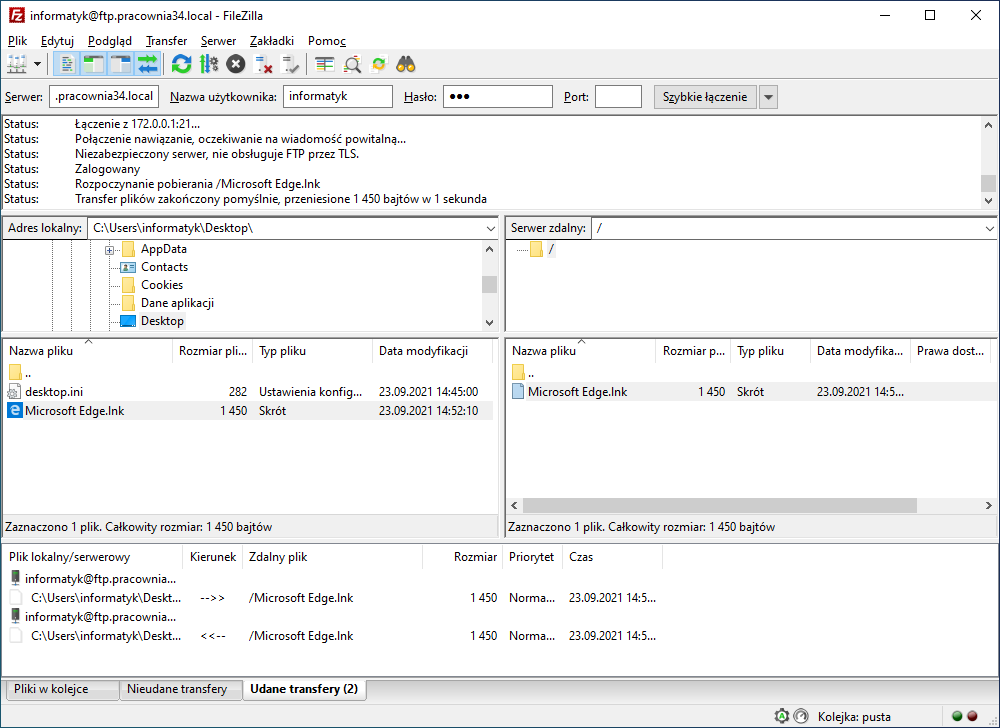 informatyk@ftp.pracownia34.local - FileZilla
Plik Edytuj Podgląd Transfer Serwer Zakładki Pomoc
Serwer: .pracownia34.local Nazwa użytkownika: informatyk Hasło: ●●● Port: Szybkie łączenie
Status: Łączenie z 172.0.0.1:21...
Status: Połączenie nawiązanie, oczekiwanie na wiadomość powitalną...
Status: Niezabezpieczony serwer, nie obsługuje FTP przez TLS.
Status: Zalogowany
Status: Rozpoczynanie pobierania /Microsoft Edge.lnk
Status: Transfer plików zakończony pomyślnie, przeniesione 1 450 bajtów w 1 sekunda
Adres lokalny: C:\Users\informatyk\Desktop\ Serwer zdalny: /
AppData /
Contacts
Cookies
Dane aplikacji
Desktop
Nazwa pliku Rozmiar pli... Typ pliku Data modyfikacji Nazwa pliku Rozmiar p... Typ pliku Data modyfika... Prawa dost...
.. ..
desktop.ini 282 Ustawienia konfig... 23.09.2021 14:45:00 Microsoft Edge.lnk 1 450 Skrót 23.09.2021 14:5...
Microsoft Edge.lnk 1 450 Skrót 23.09.2021 14:52:10
Zaznaczono 1 plik. Całkowity rozmiar: 1 450 bajtów Zaznaczono 1 plik. Całkowity rozmiar: 1 450 bajtów
Plik lokalny/serwerowy Kierunek Zdalny plik Rozmiar Priorytet Czas
informatyk@ftp.pracownia...
C:\Users\informatyk\Deskt... -->> /Microsoft Edge.lnk 1 450 Norma... 23.09.2021 14:5...
informatyk@ftp.pracownia...
C:\Users\informatyk\Deskt... <<-- /Microsoft Edge.lnk 1 450 Norma... 23.09.2021 14:5...
Pliki w kolejce Nieudane transfery Udane transfery (2)
Kolejka: pusta